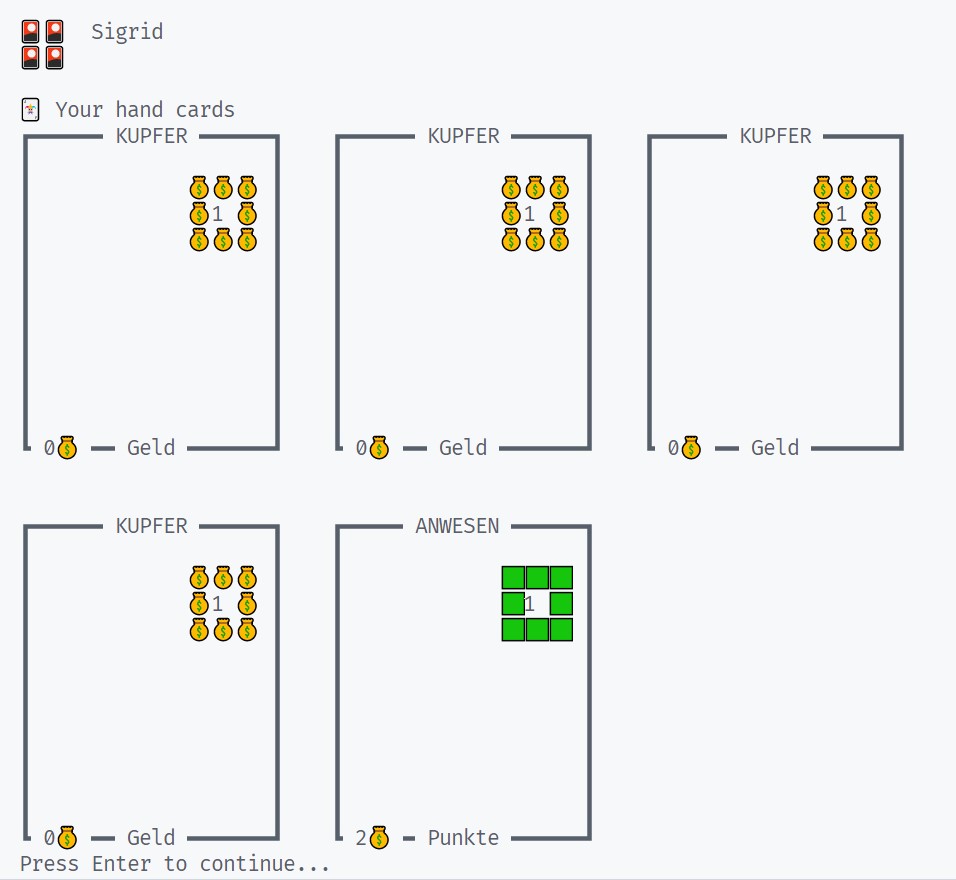 Sigrid
Your hand cards
KUPFER KUPFER KUPFER
1 1 1
0 Geld 0 Geld 0 Geld
KUPFER ANWESEN
1 1
0 Geld 2 Punkte
Press Enter to continue...